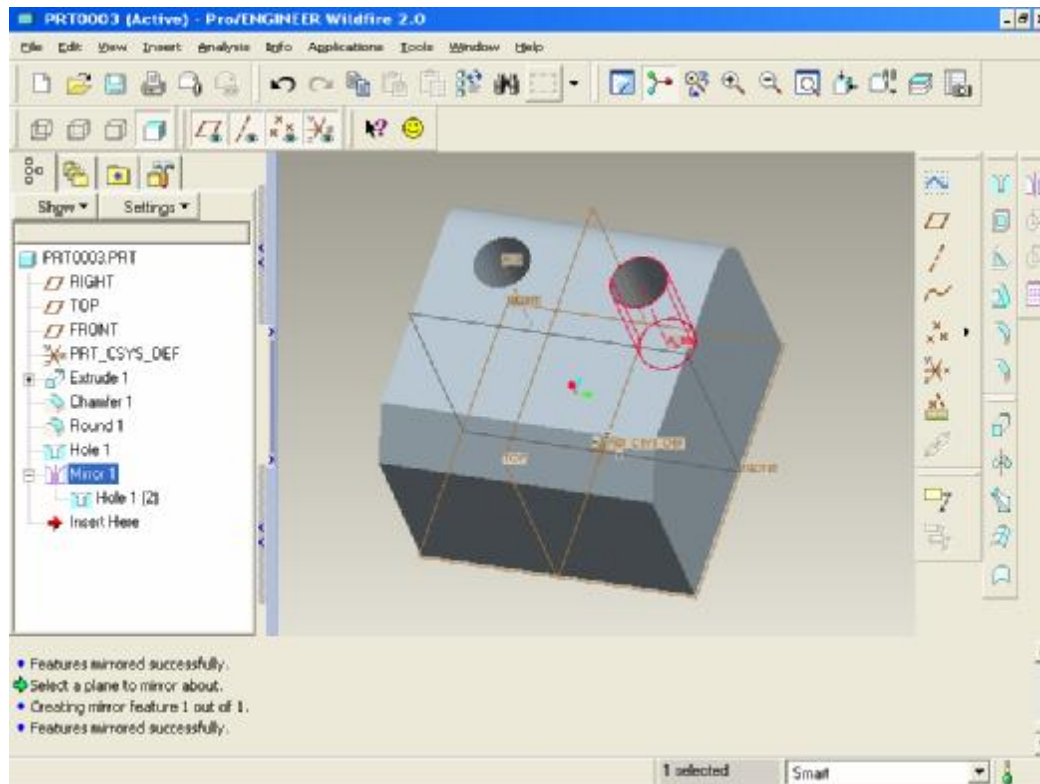 PRT0003 (Active) - Pro/ENGINEER Wildfire 2.0
File Edit View Insert Analysis Info Applications Tools Window Help
Show Settings
PRT0003.PRT
RIGHT
TOP
FRONT
PRT_CSYS_DEF
Extrude 1
Chamfer 1
Round 1
Hole 1
Mirror 1
Hole 1 (2)
Insert Here
RIGHT
PRT_CSYS_DEF
TOP
FRONT
Features mirrored successfully.
Select a plane to mirror about.
Creating mirror feature 1 out of 1.
Features mirrored successfully.
1 selected
Smart